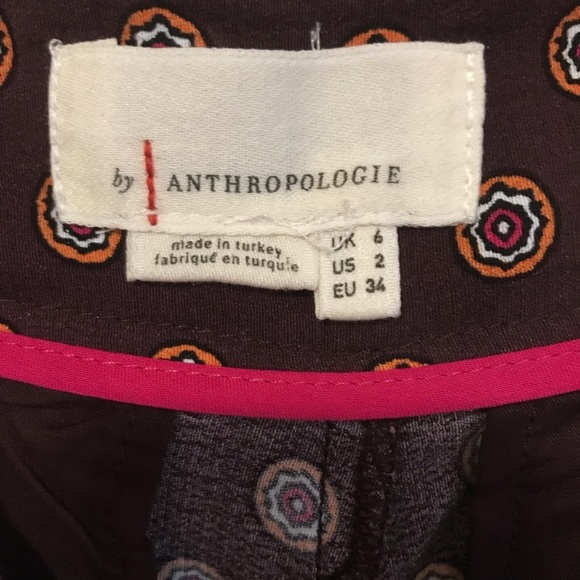 by ANTHROPOLOGIE
made in turkey
fabriqué en turquie
UK 6
US 2
EU 34